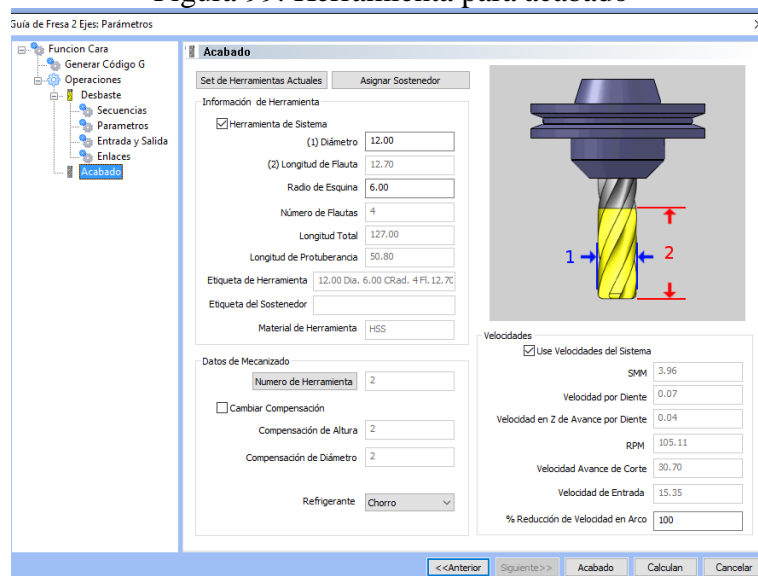 Figura 99: Herramienta para acabado
Guía de Fresa 2 Ejes: Parámetros
Funcion Cara
Generar Código G
Operaciones
Desbaste
Secuencias
Parametros
Entrada y Salida
Enlaces
Acabado
Acabado
Set de Herramientas Actuales
Asignar Sostenedor
Información de Herramienta
Herramienta de Sistema
(1) Diámetro 12.00
(2) Longitud de Flauta 12.70
Radio de Esquina 6.00
Número de Flautas 4
Longitud Total 127.00
Longitud de Protuberancia 50.80
Etiqueta de Herramienta 12.00 Dia. 6.00 CRad. 4 Fl. 12.70
Etiqueta del Sostenedor
Material de Herramienta HSS
Datos de Mecanizado
Numero de Herramienta 2
Cambiar Compensación
Compensación de Altura 2
Compensación de Diámetro 2
Refrigerante Chorro
1
2
Velocidades
Use Velocidades del Sistema
SMM 3.96
Velocidad por Diente 0.07
Velocidad en Z de Avance por Diente 0.04
RPM 105.11
Velocidad Avance de Corte 30.70
Velocidad de Entrada 15.35
% Reducción de Velocidad en Arco 100
<<Anterior
Siguiente>>
Acabado
Calculan
Cancelar